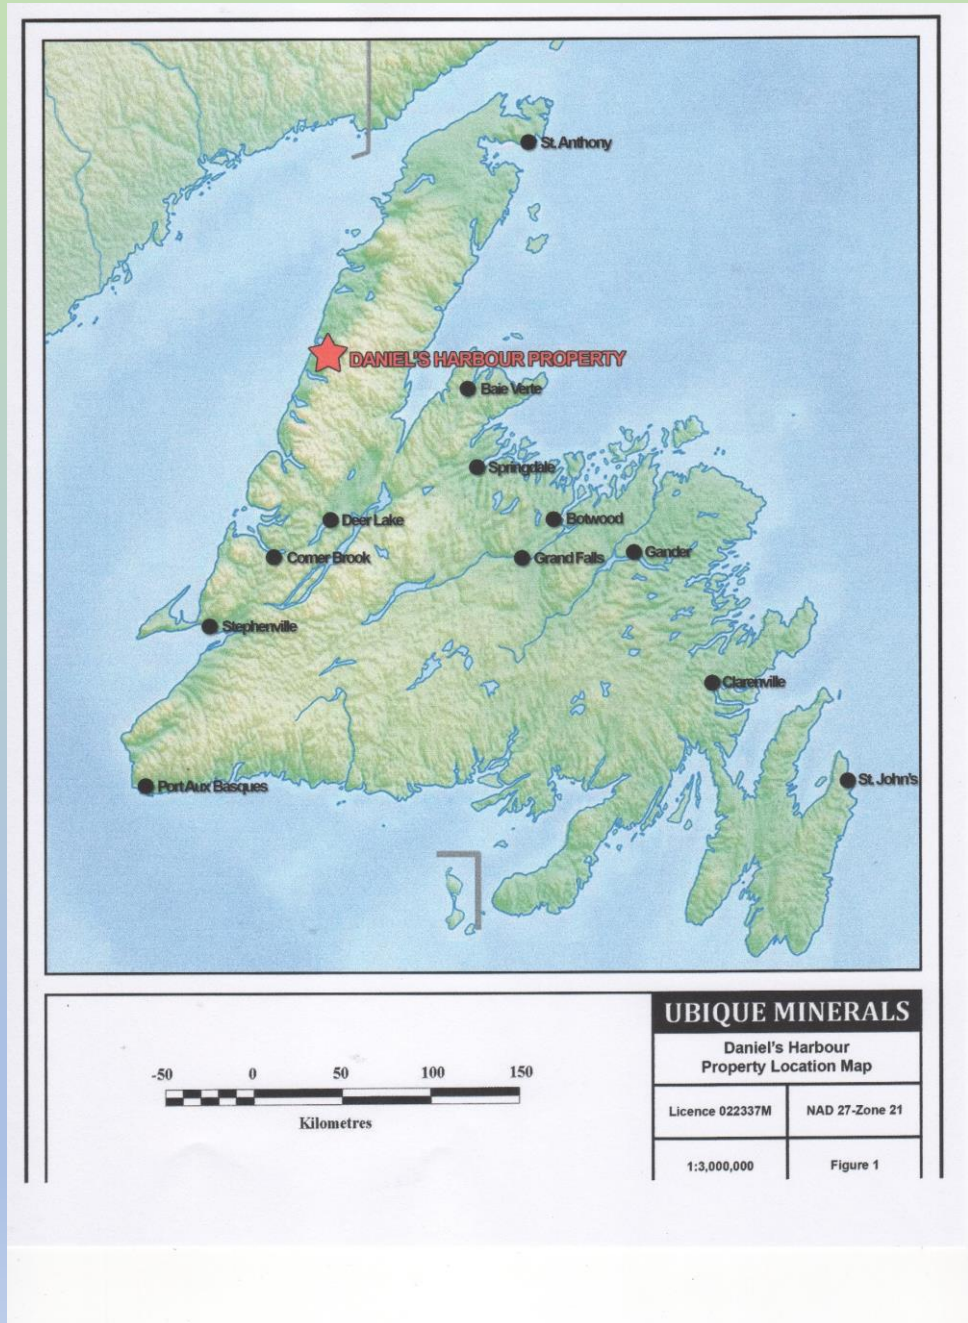 St. Anthony
DANIEL'S HARBOUR PROPERTY
Baie Verte
Springdale
Deer Lake
Botwood
Corner Brook
Grand Falls
Gander
Stephenville
Clarenville
Port Aux Basques
St. John's
UBIQUE MINERALS
Daniel's Harbour
Property Location Map
-50 0 50 100 150
Kilometres
Licence 022337M
NAD 27-Zone 21
1:3,000,000
Figure 1